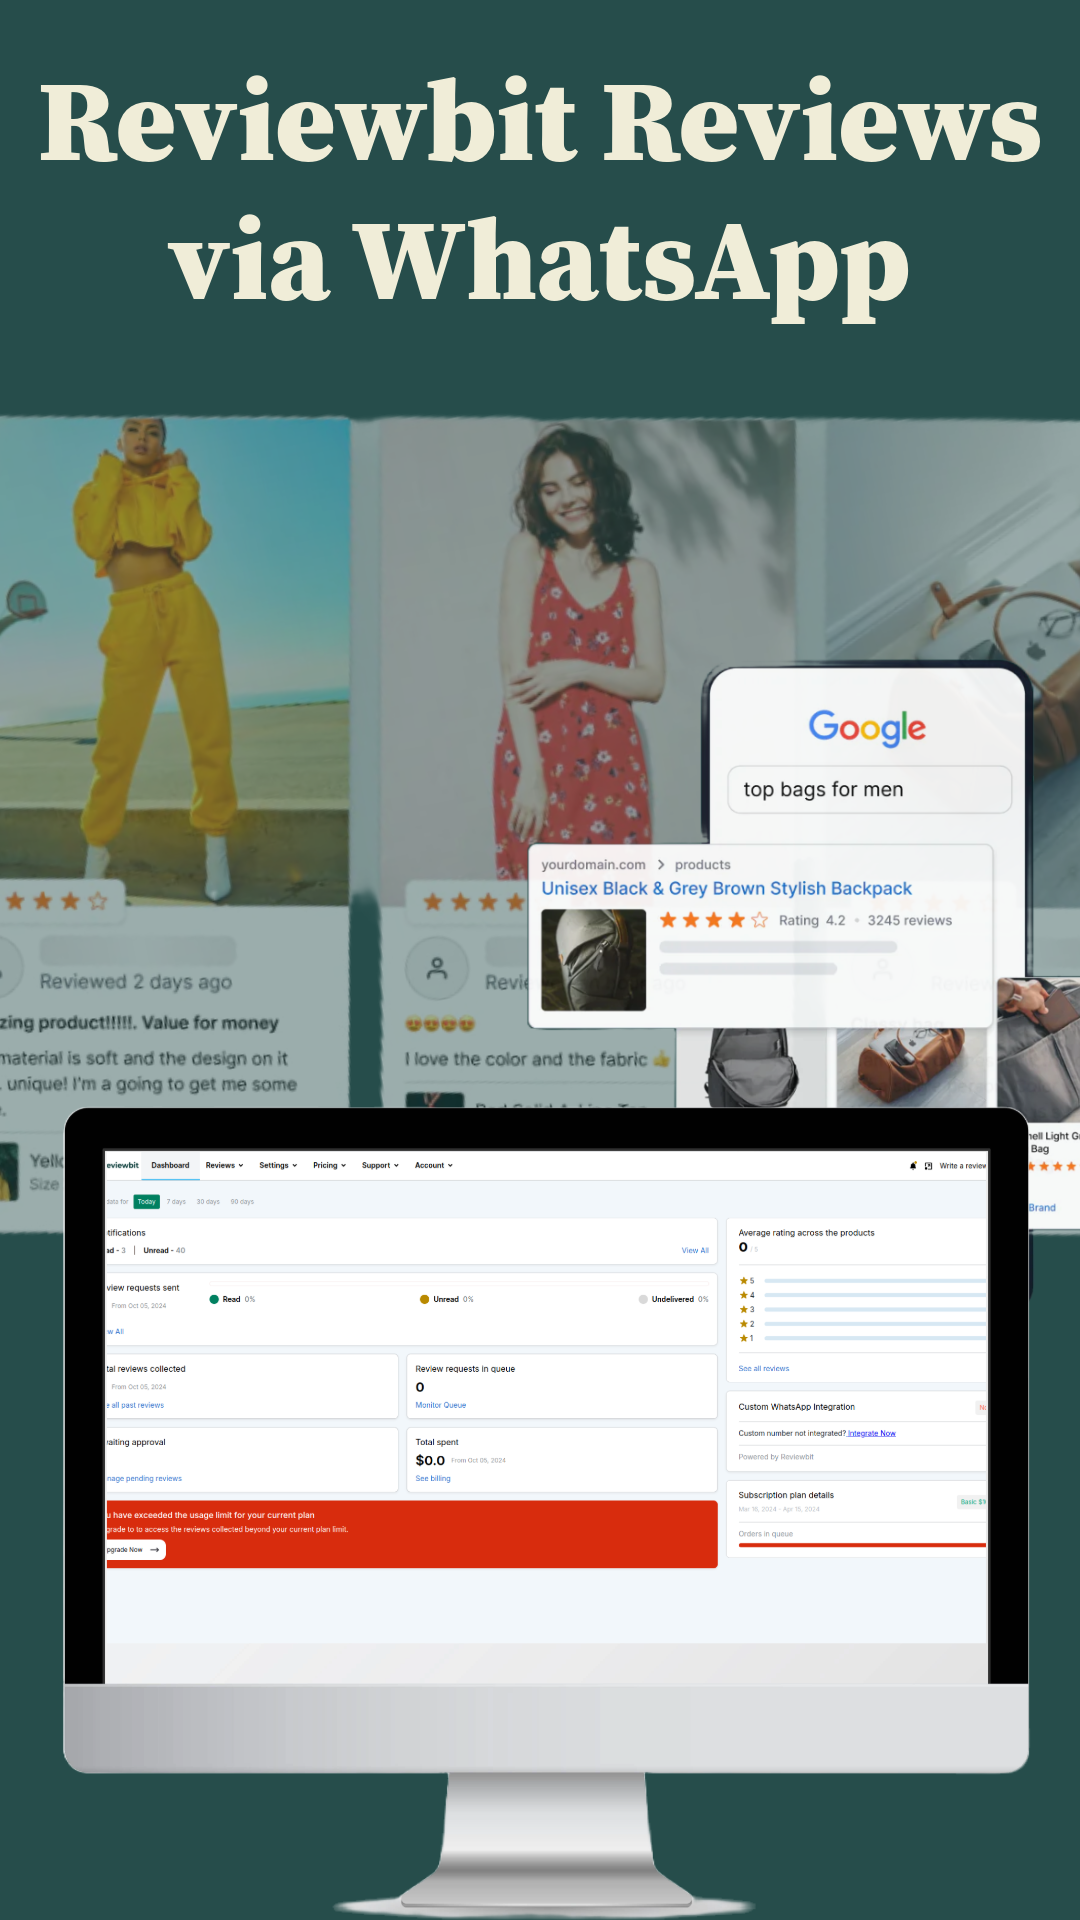 Reviewbit Reviews
via WhatsApp
Google
top bags for men
yourdomain.com > products
Unisex Black & Grey Brown Stylish Backpack
Rating 4.2 • 3245 reviews
Reviewed 2 days ago
zing product!!!!!. Value for money
material is soft and the design on it
unique! I'm a going to get me some
Size
I love the color and the fabric 👍
Light G
Bag
Brand
eviewbit Dashboard Reviews Settings Pricing Support Account Write a review
data for Today 7 days 30 days 90 days
tifications
ad - 3 | Unread - 40 View All
view requests sent
From Oct 05, 2024
Read 0% Unread 0% Undelivered 0%
w All
tal reviews collected
From Oct 05, 2024
e all past reviews
Review requests in queue
0
Monitor Queue
aiting approval
nage pending reviews
Total spent
$0.0 From Oct 05, 2024
See billing
u have exceeded the usage limit for your current plan
grade to to access the reviews collected beyond your current plan limit.
pgrade Now →
Average rating across the products
0 / 5
5
4
3
2
1
See all reviews
Custom WhatsApp Integration
Custom number not integrated? Integrate Now
Powered by Reviewbit
Subscription plan details
Mar 16, 2024 - Apr 15, 2024
Basic $
Orders in queue